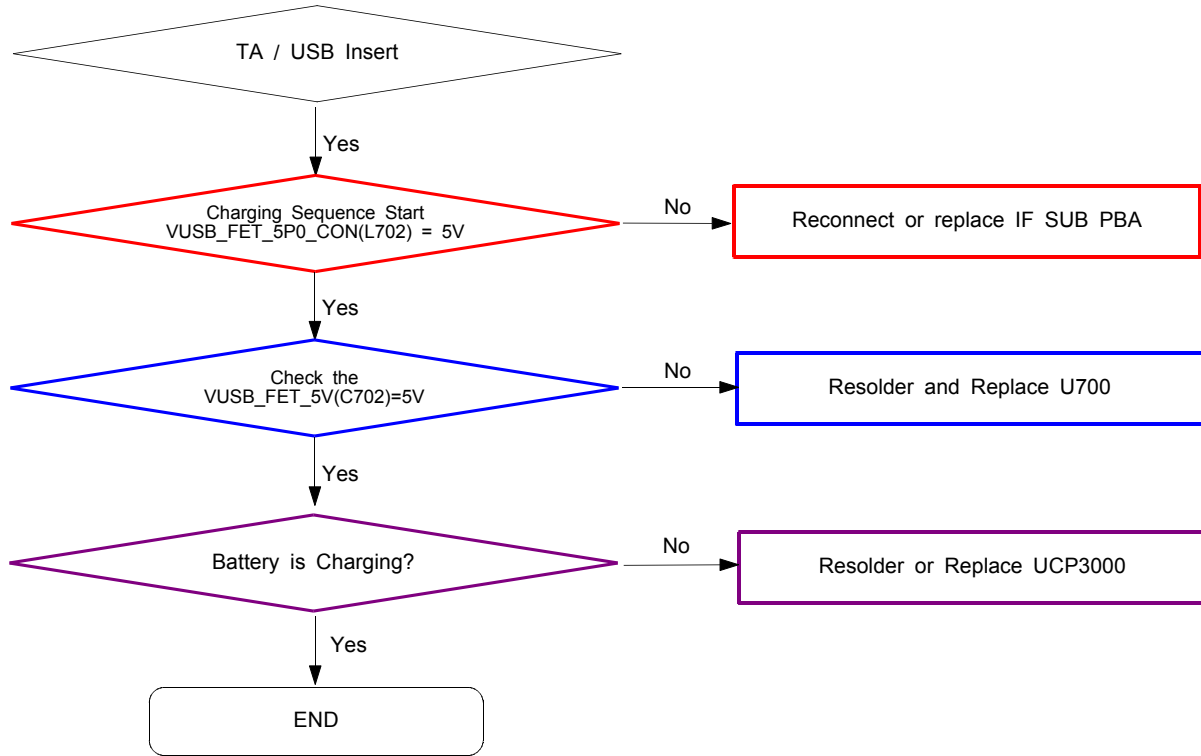 TA / USB Insert
Yes
Charging Sequence Start
VUSB_FET_5P0_CON(L702) = 5V
No
Reconnect or replace IF SUB PBA
Yes
Check the
VUSB_FET_5V(C702)=5V
No
Resolder and Replace U700
Yes
Battery is Charging?
No
Resolder or Replace UCP3000
Yes
END